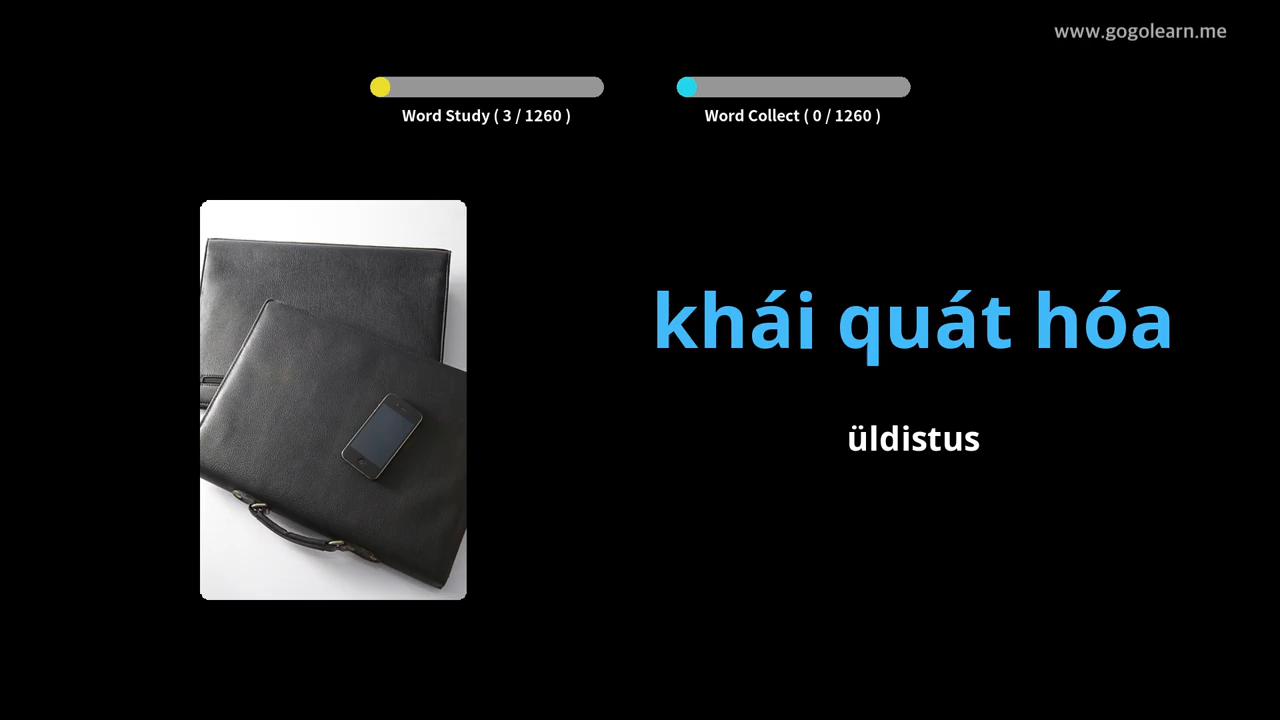 www.gogolearn.me
Word Study ( 3 / 1260 )
Word Collect ( 0 / 1260 )
khái quát hóa
üldistus